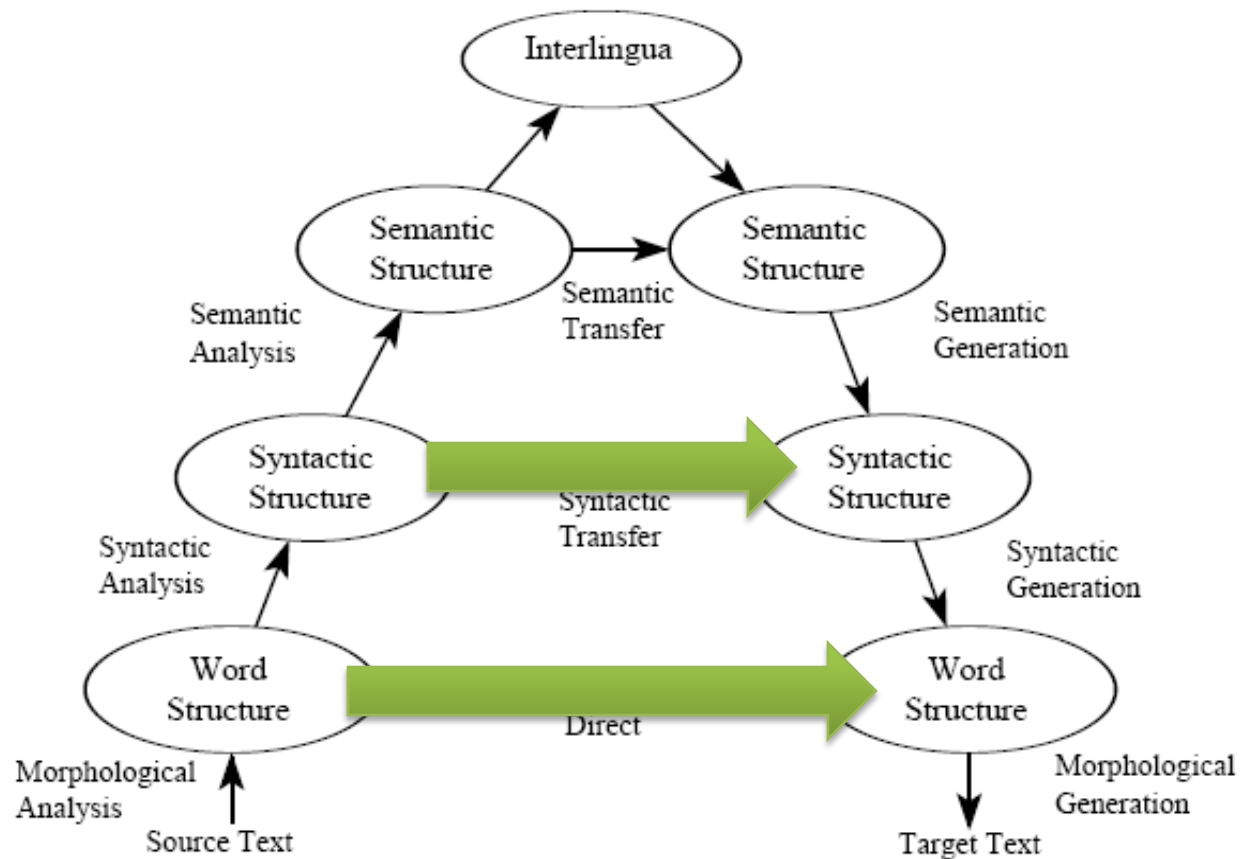 Interlingua
Semantic
Structure
Semantic
Structure
Semantic
Transfer
Semantic
Analysis
Semantic
Generation
Syntactic
Structure
Syntactic
Structure
Syntactic
Transfer
Syntactic
Analysis
Syntactic
Generation
Word
Structure
Word
Structure
Direct
Morphological
Analysis
Morphological
Generation
Source Text
Target Text